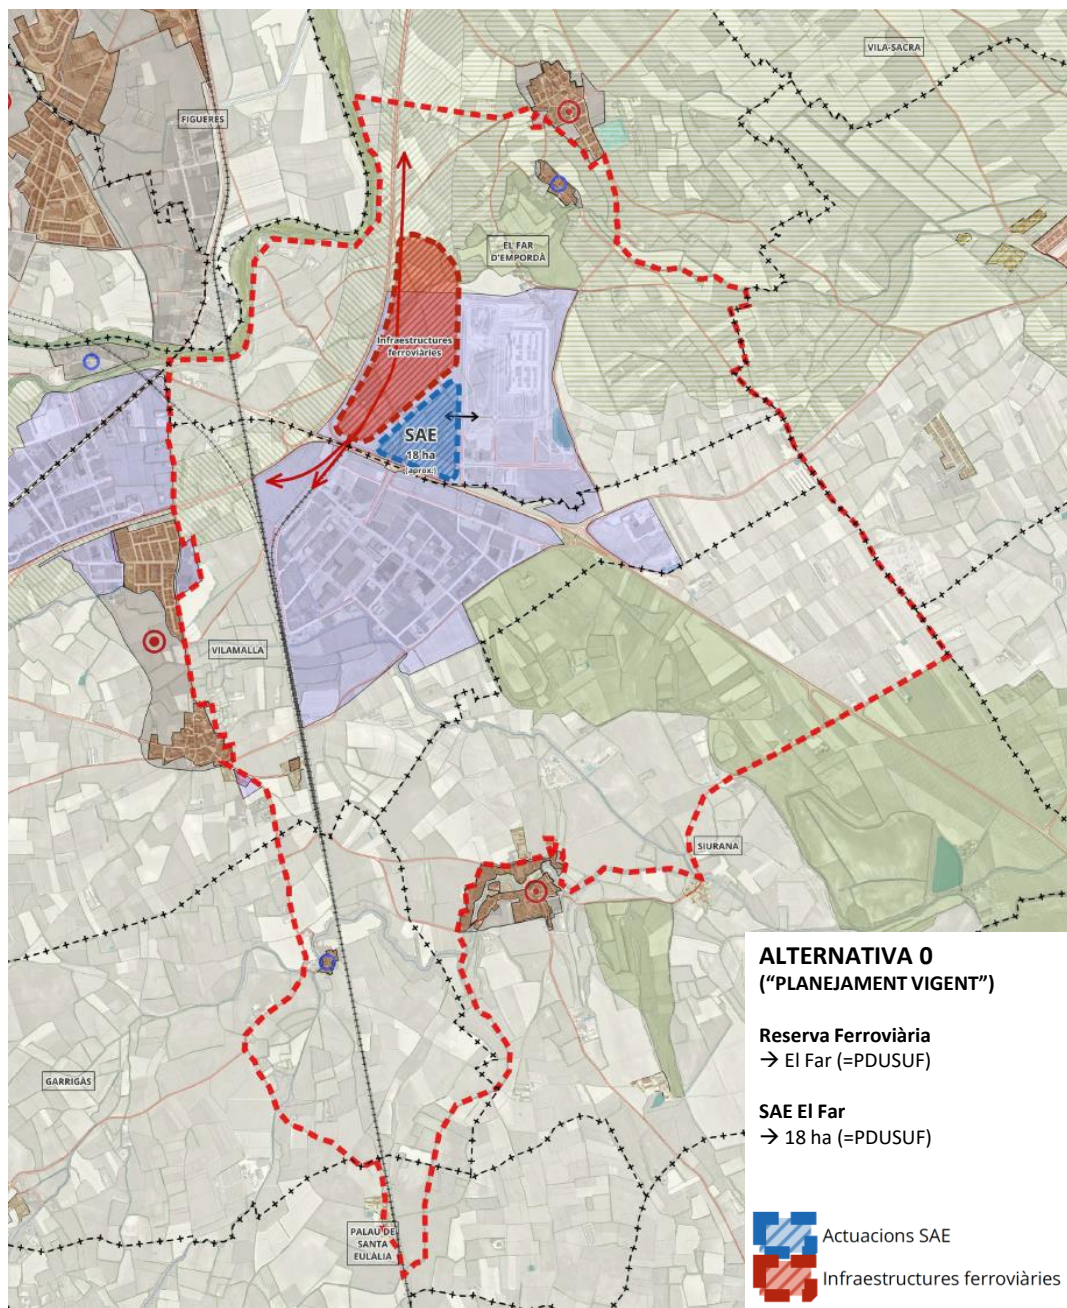 VILA-SACRA
FIGUERES
EL FAR
D'EMPORDÀ
Infraestructures
ferroviàries
SAE
18 ha
(aprox.)
VILAMALLA
SIURANA
GARRIGÀS
PALAU DE
SANTA
EULÀLIA
ALTERNATIVA 0
(“PLANEJAMENT VIGENT”)
Reserva Ferroviària
→ El Far (=PDUSUF)
SAE El Far
→ 18 ha (=PDUSUF)
Actuacions SAE
Infraestructures ferroviàries